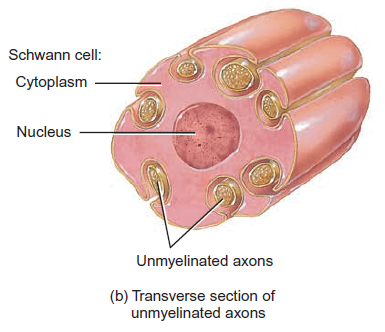 Schwann cell:
Cytoplasm
Nucleus
Unmyelinated axons
(b) Transverse section of
unmyelinated axons